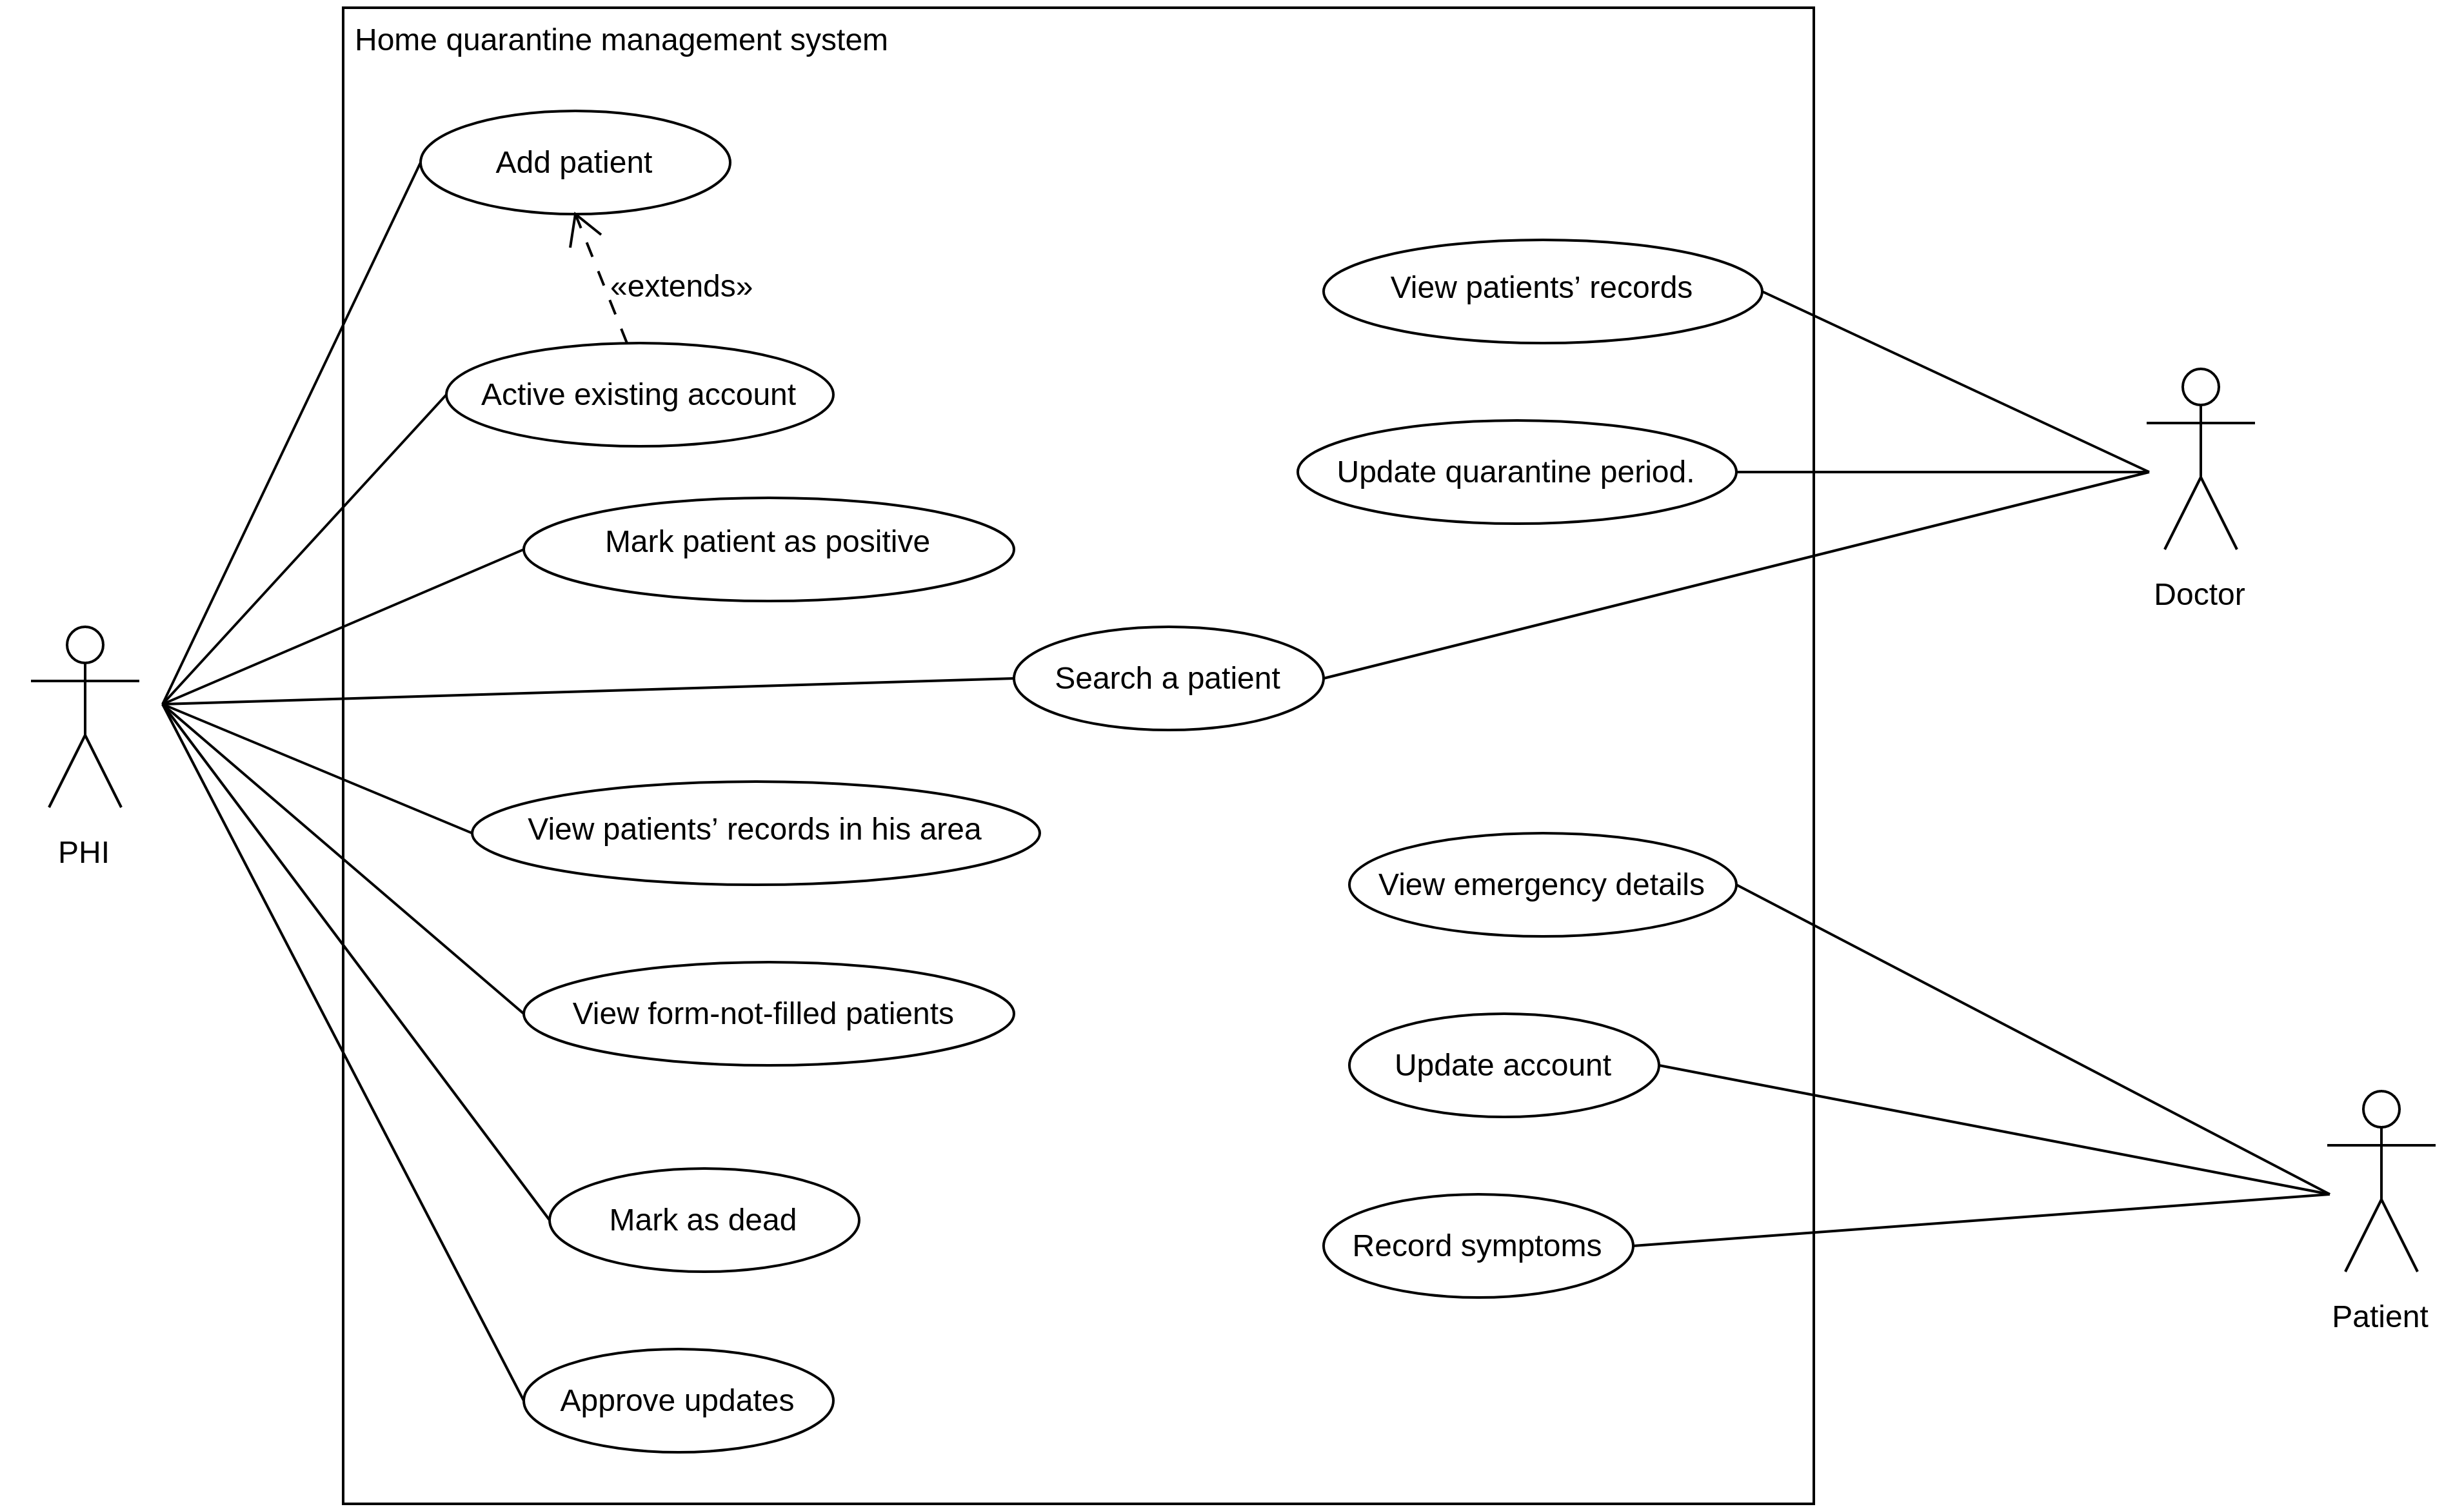 Home quarantine management system
Add patient
«extends»
View patients’ records
Active existing account
Update quarantine period.
Mark patient as positive
Doctor
Search a patient
View patients’ records in his area
PHI
View emergency details
View form-not-filled patients
Update account
Mark as dead
Record symptoms
Patient
Approve updates